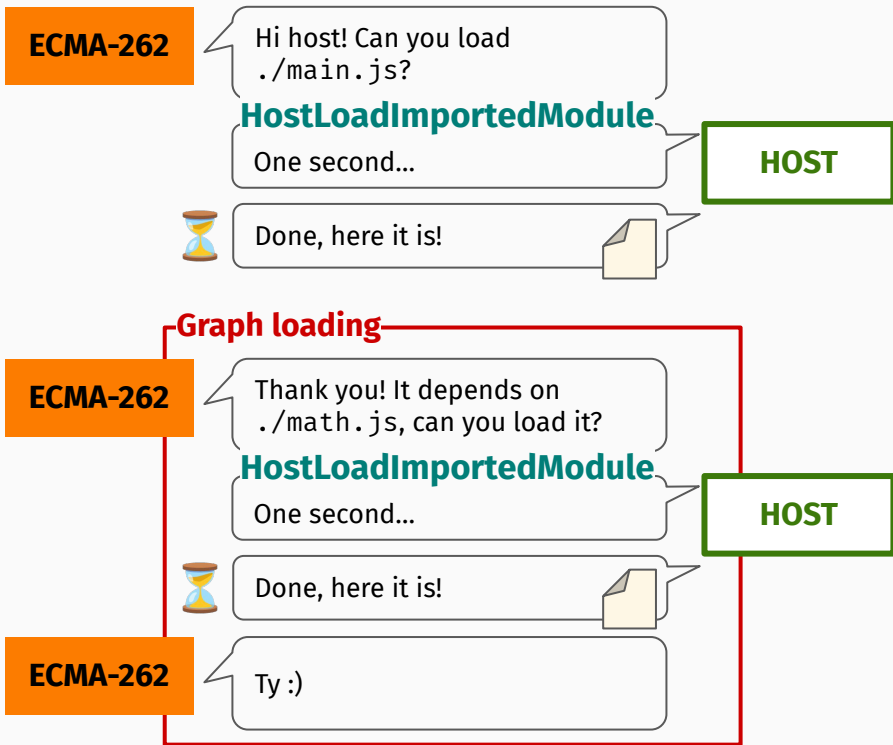 ECMA-262
Hi host! Can you load
./main.js?
HostLoadImportedModule
One second...
HOST
Done, here it is!
Graph loading
ECMA-262
Thank you! It depends on
./math.js, can you load it?
HostLoadImportedModule
One second...
HOST
Done, here it is!
ECMA-262
Ty :)